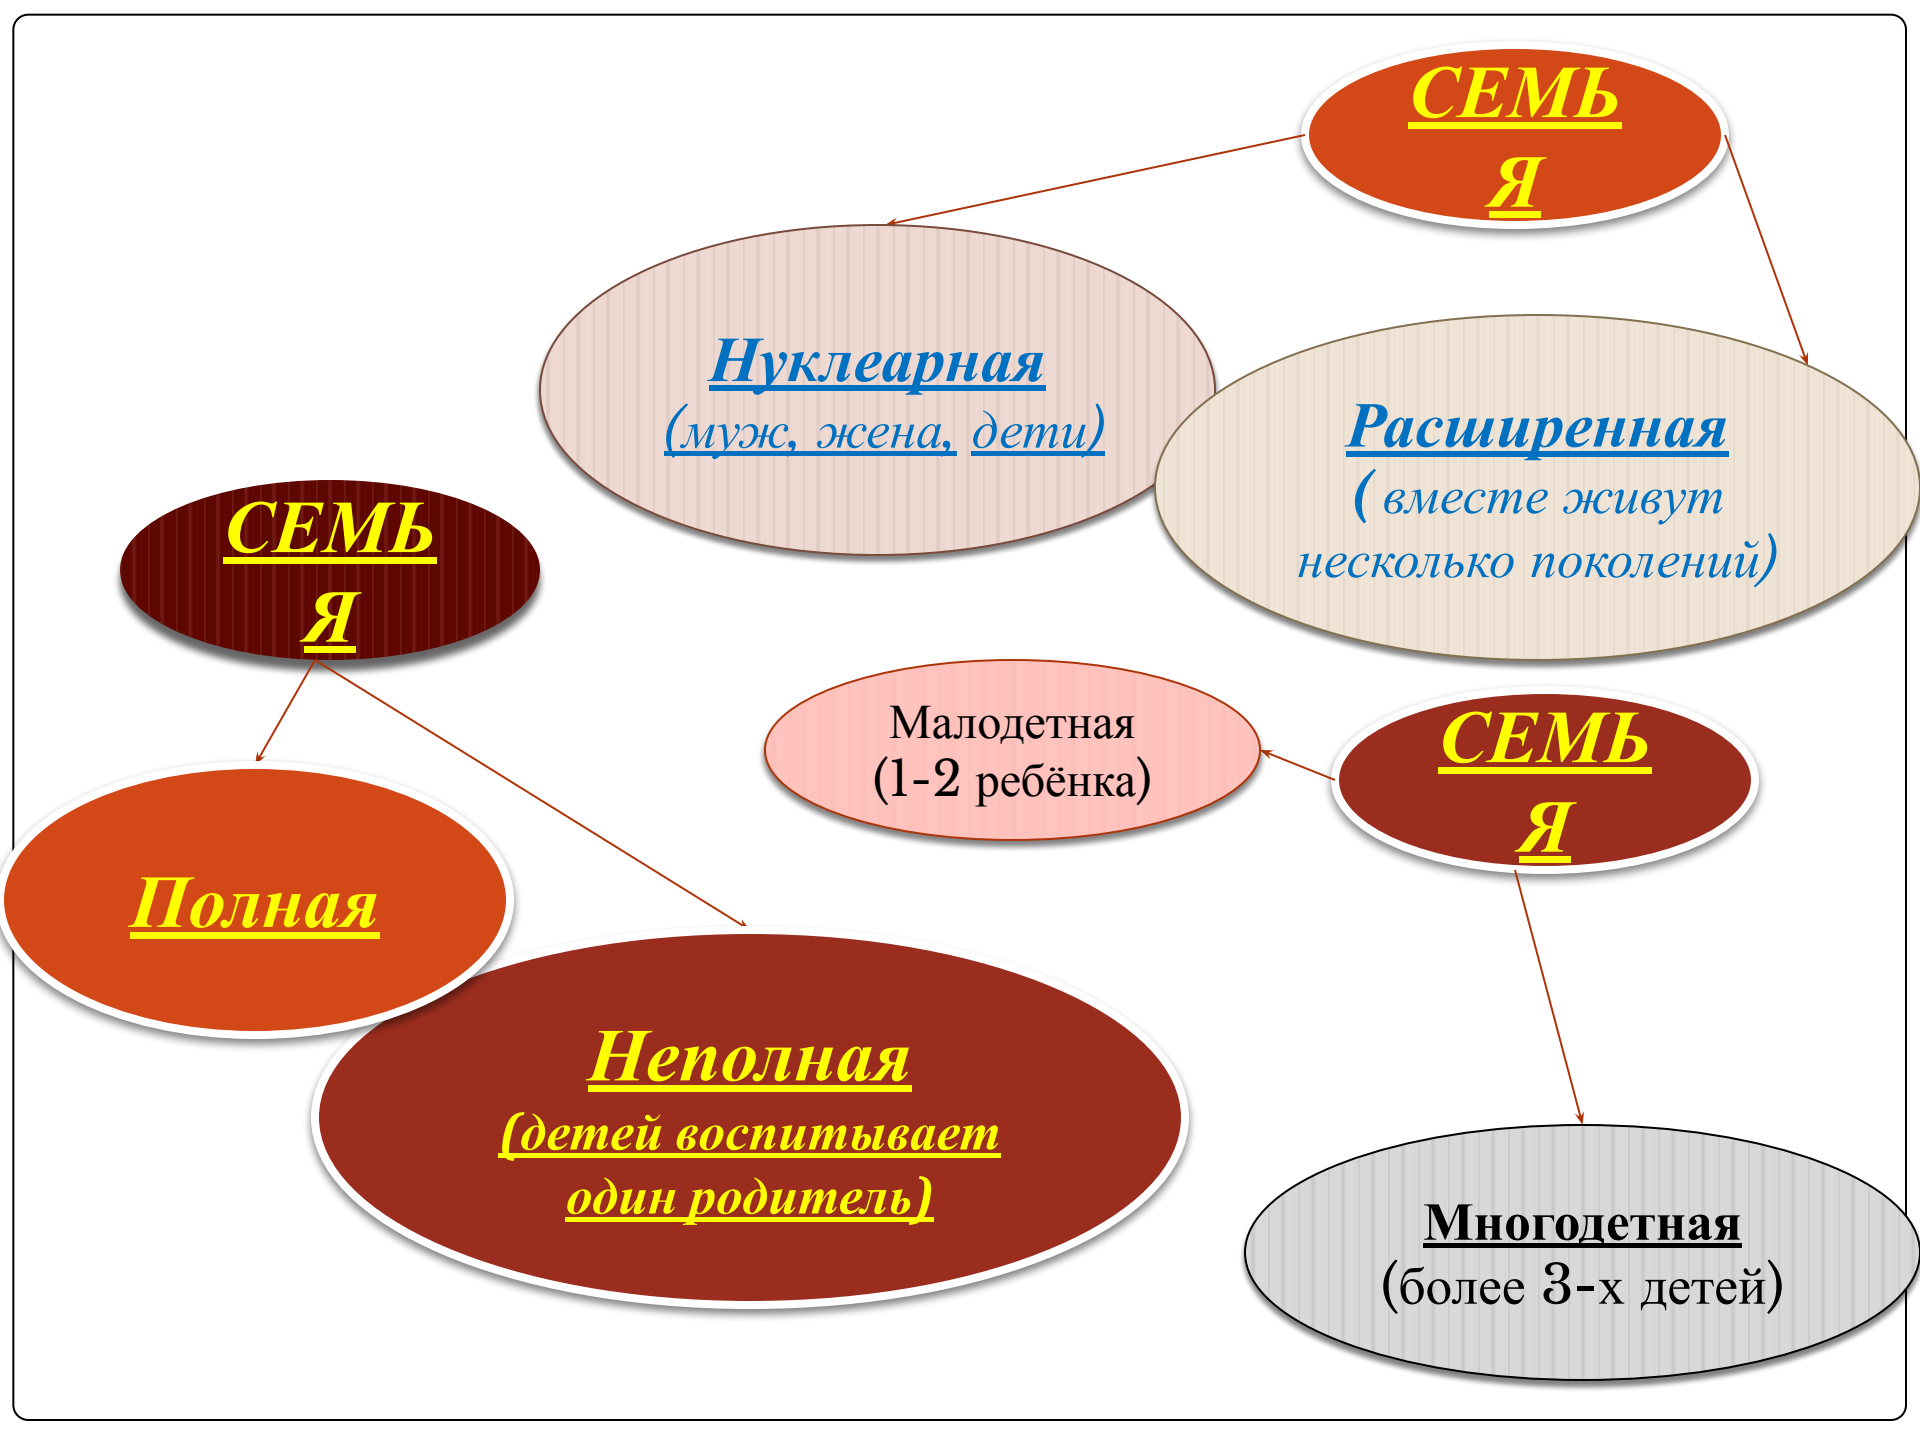 СЕМЬ
Я
Нуклеарная
(муж, жена, дети)
Расширенная
( вместе живут
несколько поколений)
СЕМЬ
Я
Полная
Неполная
(детей воспитывает
один родитель)
Малодетная
(1-2 ребёнка)
СЕМЬ
Я
Многодетная
(более 3-х детей)